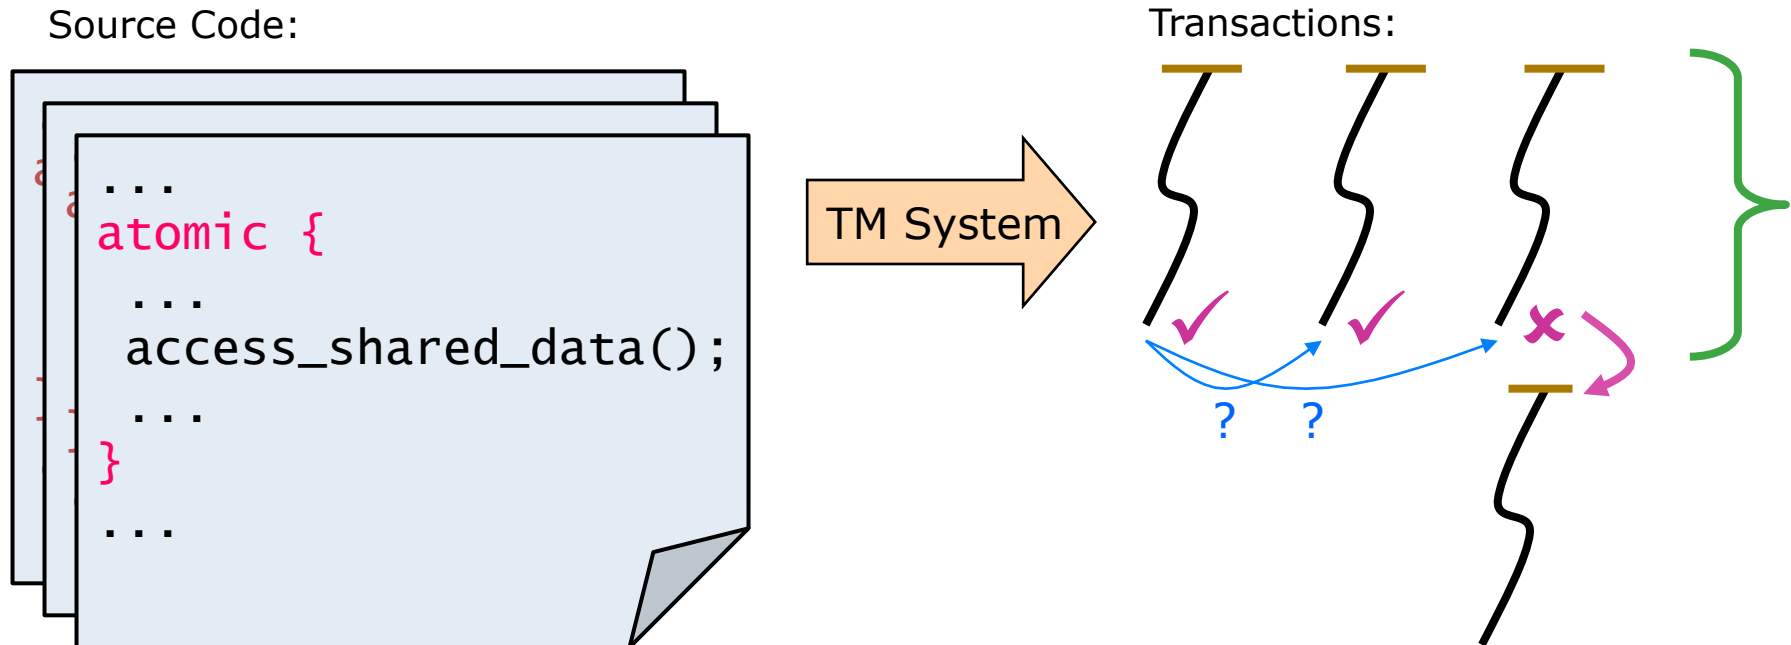 Source Code:
...
atomic {
...
access_shared_data();
...
}
...
TM System
Transactions:
? ?